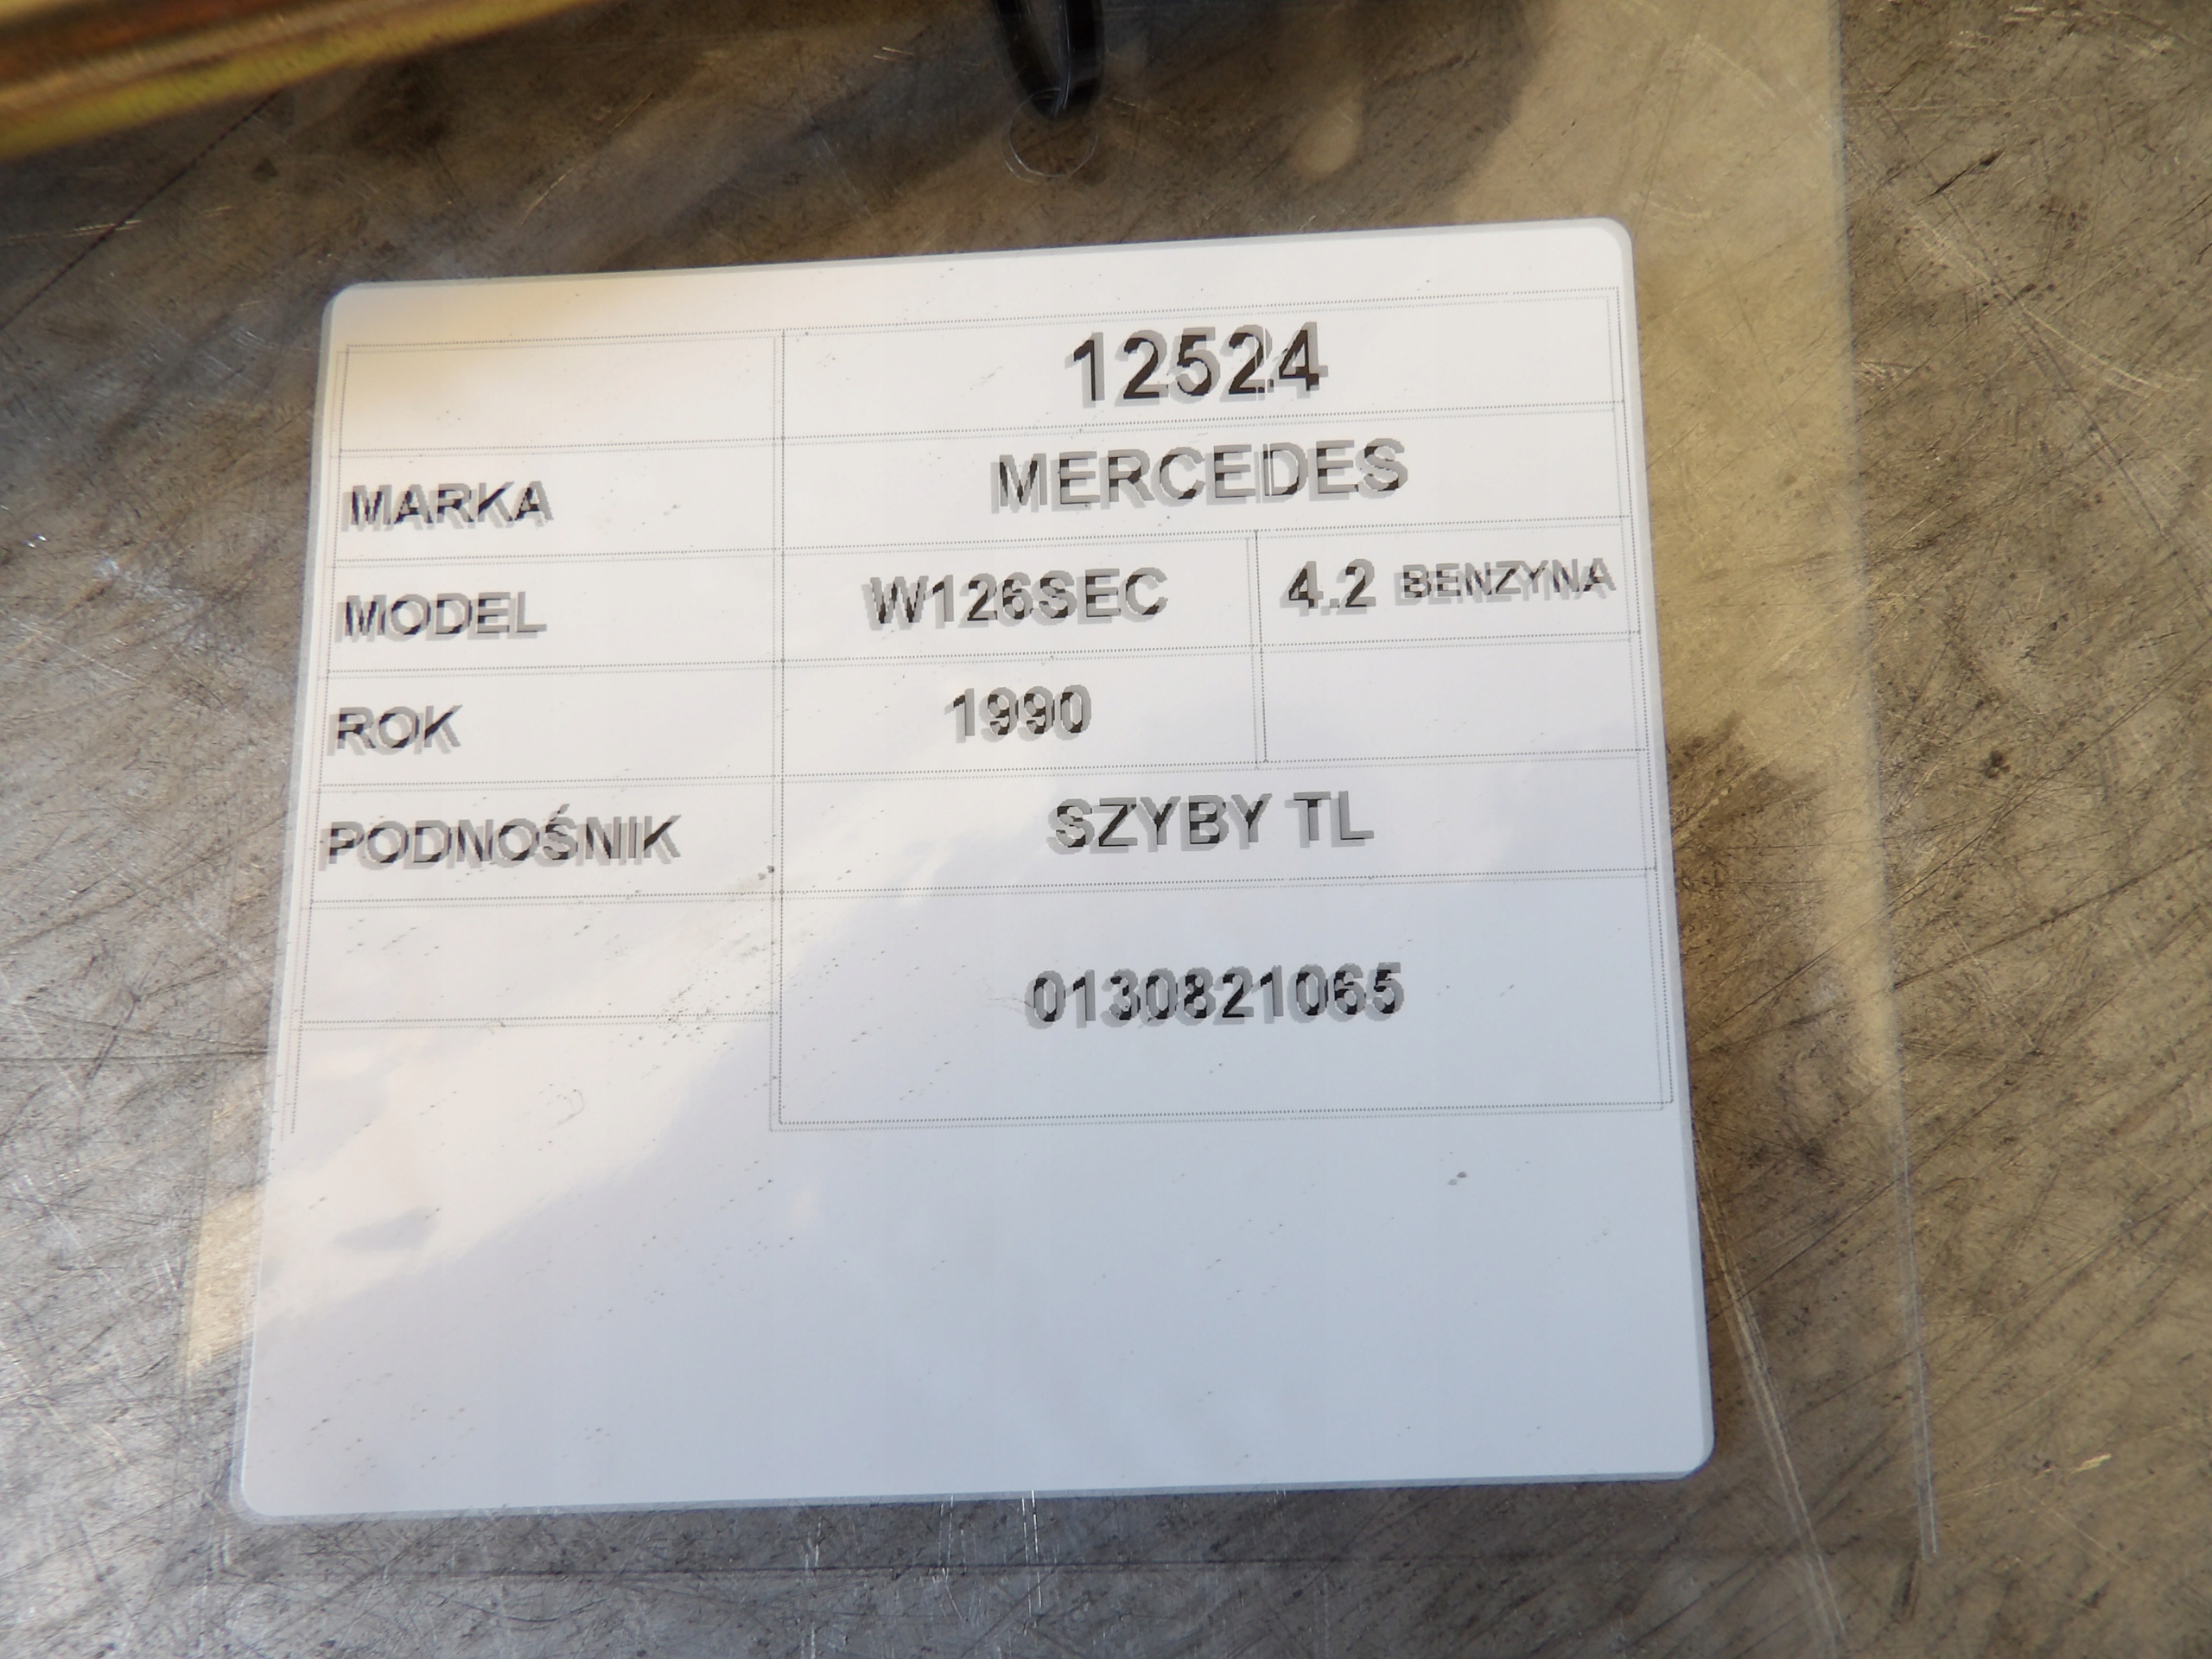 12524
MARKA MERCEDES
MODEL W126SEC 4.2 BENZYNA
ROK 1990
PODNOŚNIK SZYBY TL
0130821065